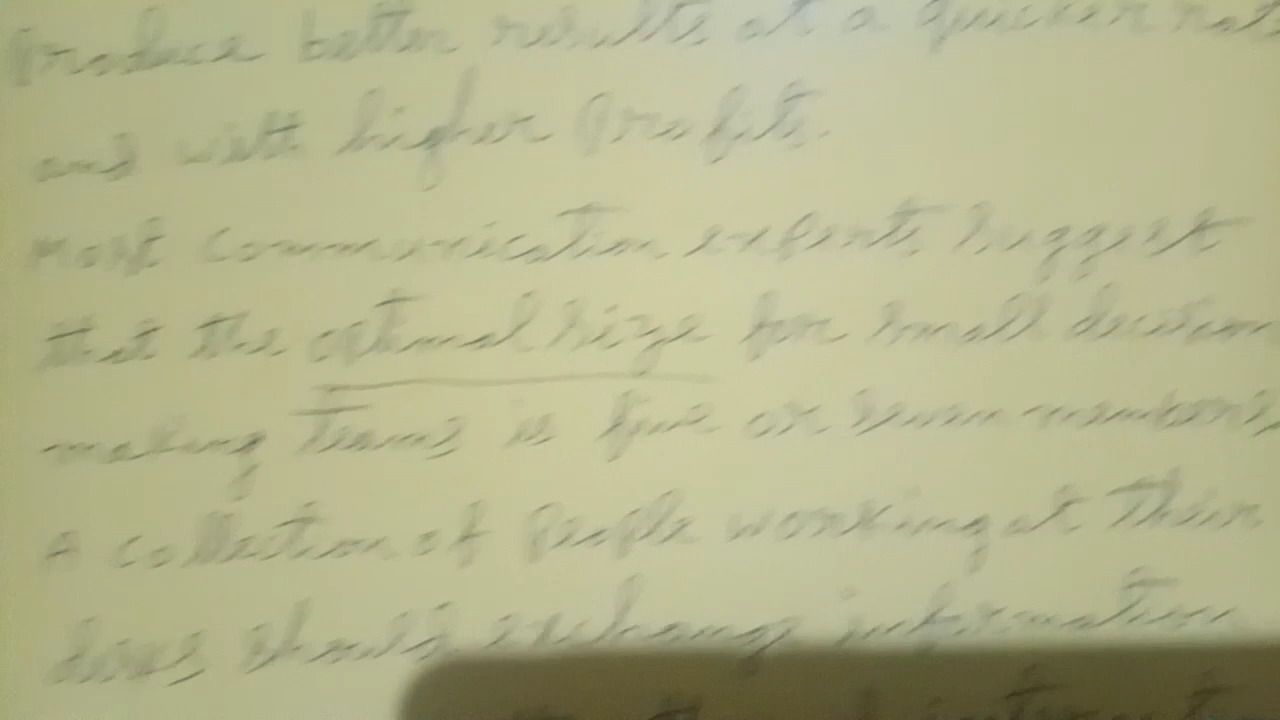 Produce better results at a quicker rate
and with higher Profits.
Most communication experts suggest
that the optimal size for small decision
making teams is five or seven members
A collection of People working at their
desks should exchange information